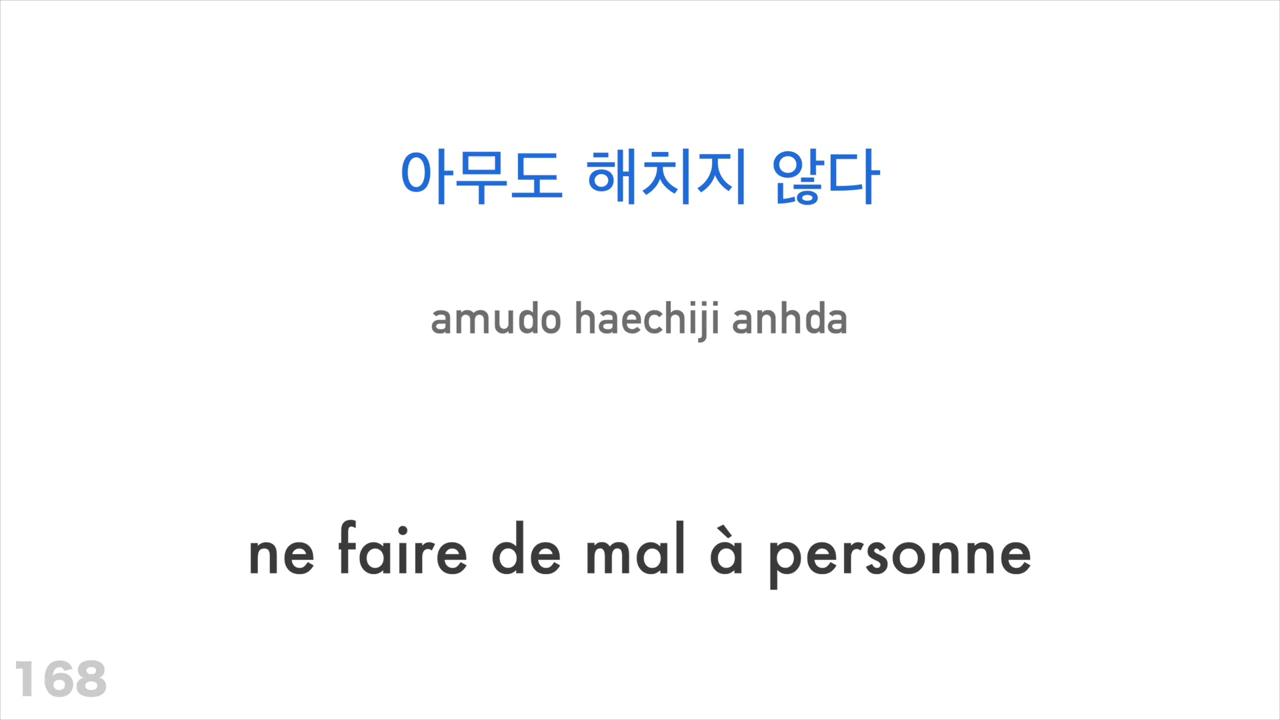 아무도 해치지 않다
amudo haechiji anhda
ne faire de mal à personne
168